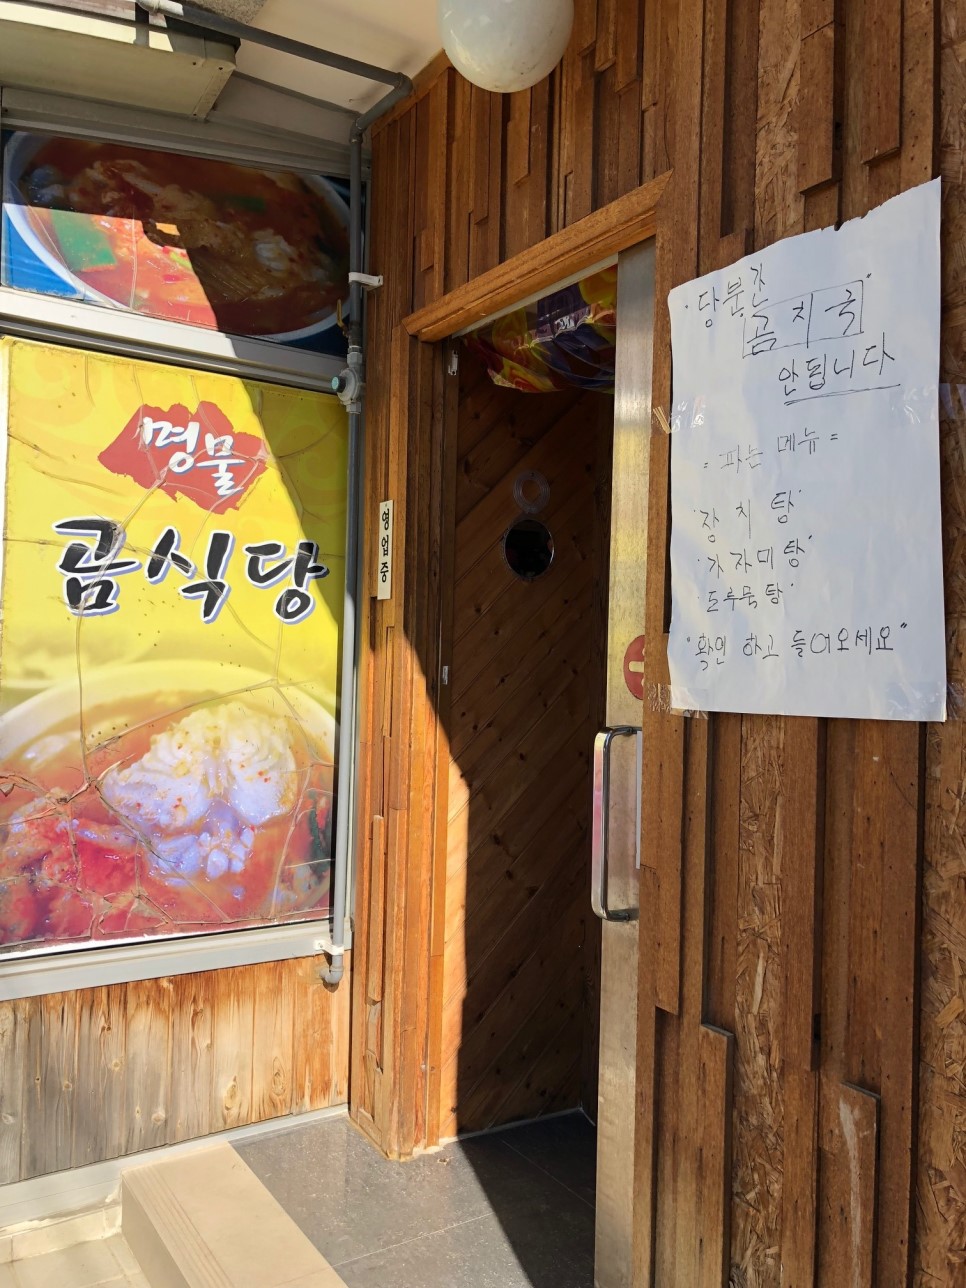 명물
곰식당
영업중
"당분간
곰치국"
안됩니다
= 파는 메뉴 =
'장치탕'
'가자미탕'
'도루묵탕'
"확인 하고 들어오세요"